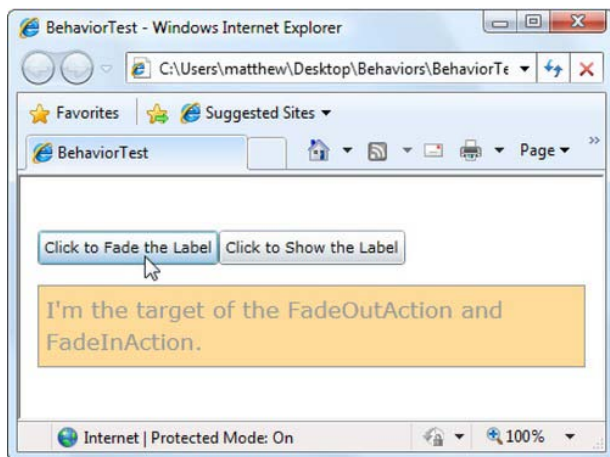 BehaviorTest - Windows Internet Explorer
C:\Users\matthew\Desktop\Behaviors\BehaviorTe
Favorites Suggested Sites
BehaviorTest Page »
Click to Fade the Label Click to Show the Label
I'm the target of the FadeOutAction and
FadeInAction.
Internet | Protected Mode: On 100%